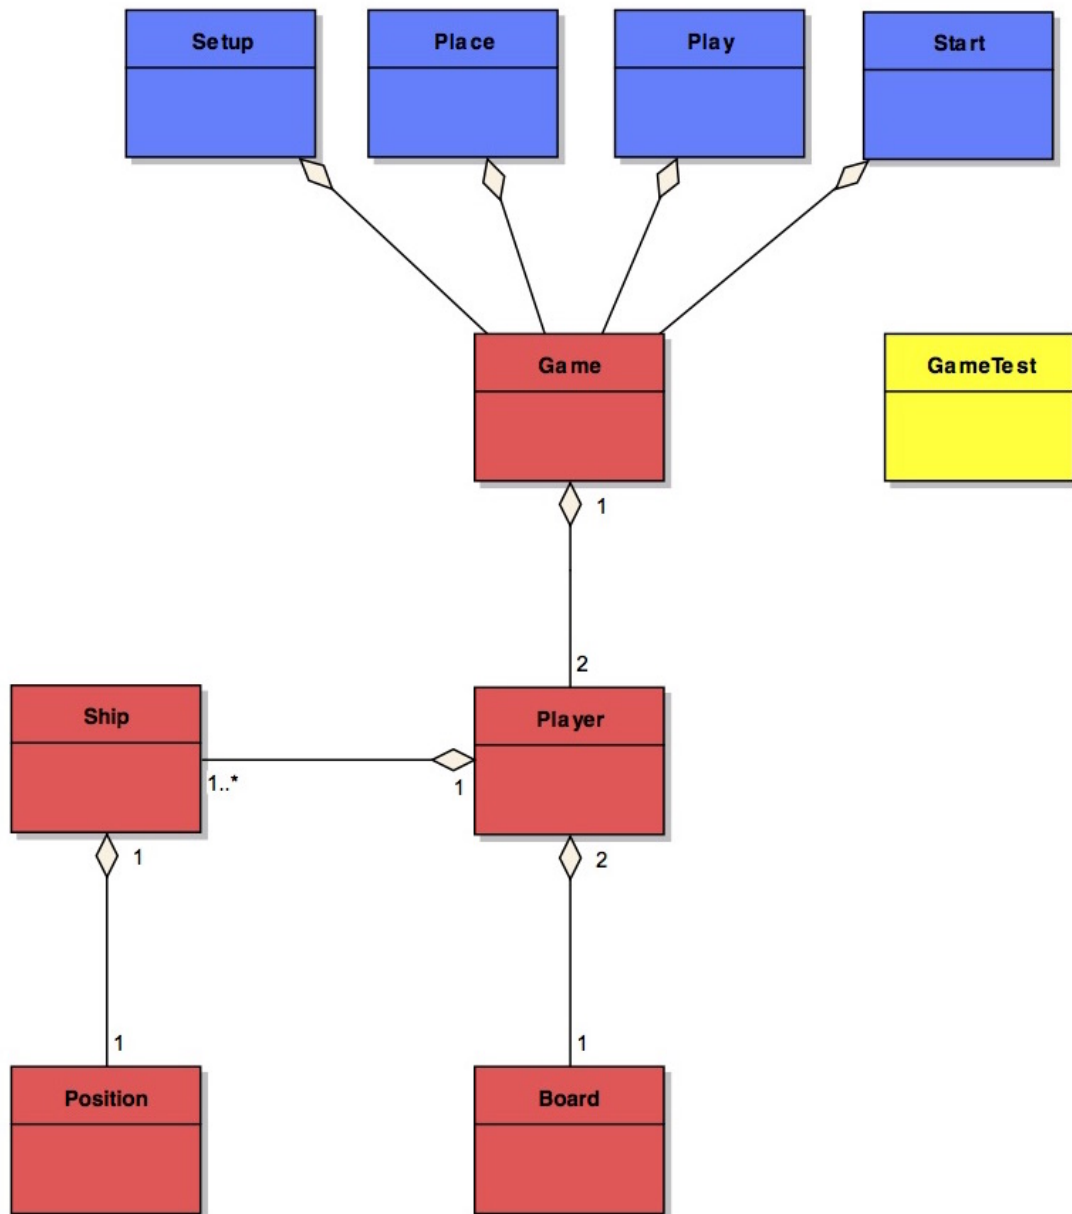 Setup
Place
Play
Start
Game
GameTest
1
2
Ship
Player
1..*
1
1
2
1
1
Position
Board